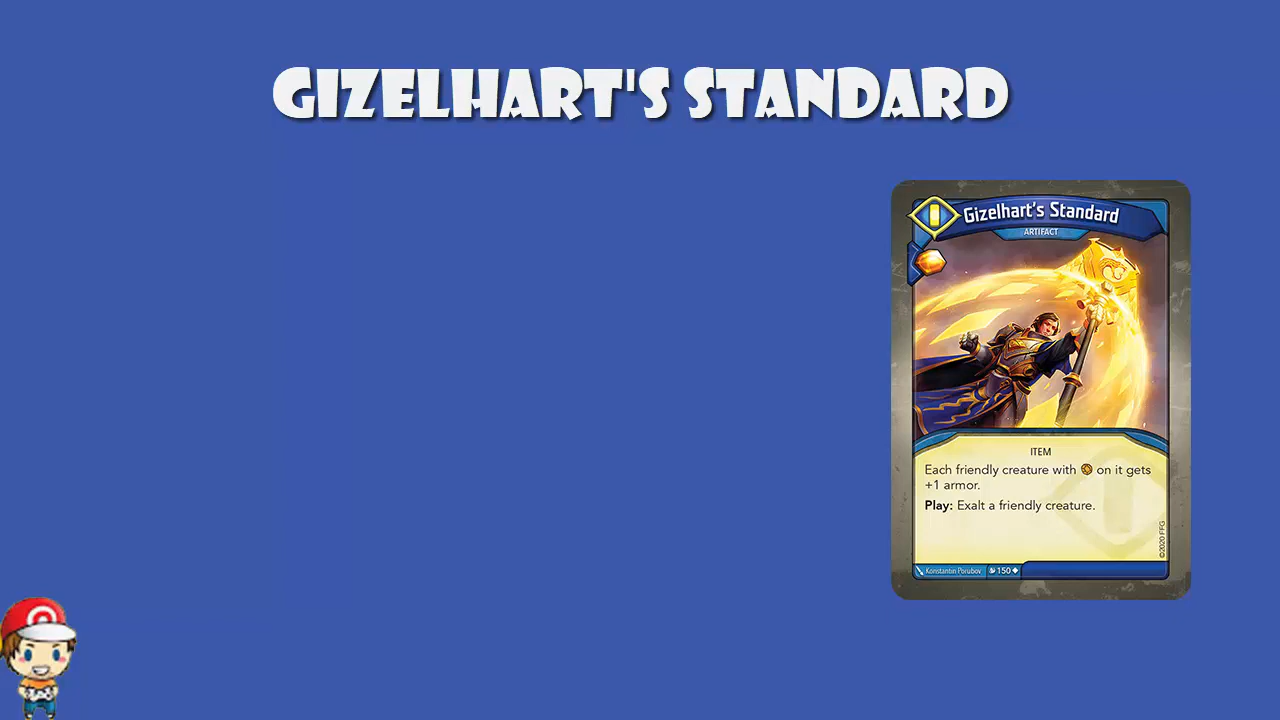 GIZELHART'S STANDARD
Gizelhart's Standard
ARTIFACT
ITEM
Each friendly creature with on it gets
+1 armor.
Play: Exalt a friendly creature.
©2020 FFG
Konstantin Porubov 150